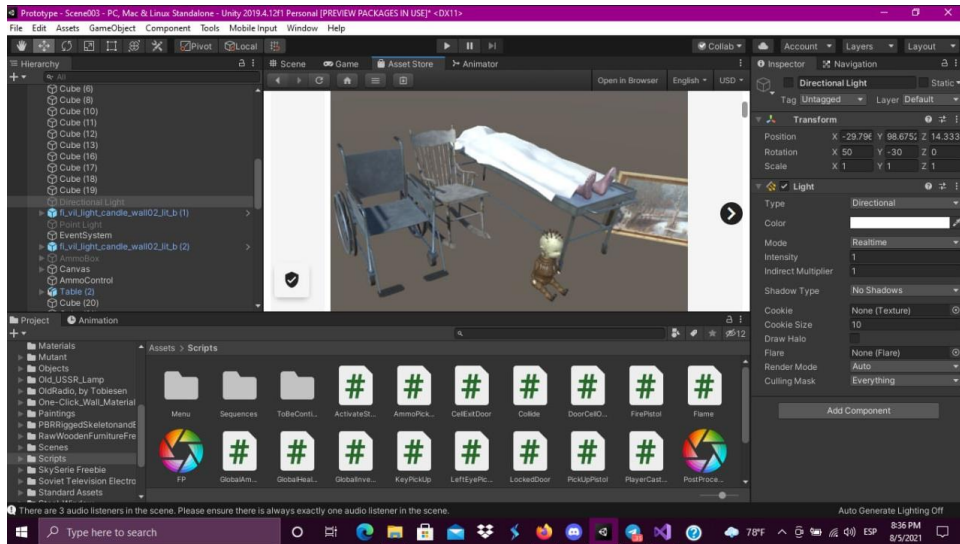 Prototype - Scene003 - PC, Mac & Linux Standalone - Unity 2019.4.12f1 Personal [PREVIEW PACKAGES IN USE]* <DX11>
File Edit Assets GameObject Component Tools Mobile Input Window Help
Pivot Local Collab Account Layers Layout
Hierarchy
All
Cube (6)
Cube (8)
Cube (10)
Cube (11)
Cube (12)
Cube (13)
Cube (16)
Cube (17)
Cube (18)
Cube (19)
Directional Light
fi_vil_light_candle_wall02_lit_b (1)
Point Light
EventSystem
fi_vil_light_candle_wall02_lit_b (2)
AmmoBox
Canvas
AmmoControl
Table (2)
Cube (20)
Scene Game Asset Store Animator
Open in Browser English USD
Inspector Navigation
Directional Light Static
Tag Untagged Layer Default
Transform
Position X -29.796 Y 98.6752 Z 14.333
Rotation X 50 Y -30 Z 0
Scale X 1 Y 1 Z 1
Light
Type Directional
Color
Mode Realtime
Intensity 1
Indirect Multiplier 1
Shadow Type No Shadows
Cookie None (Texture)
Cookie Size 10
Draw Halo
Flare None (Flare)
Render Mode Auto
Culling Mask Everything
Add Component
Project Animation
12
Materials
Mutant
Objects
Old_USSR_Lamp
OldRadio, by Tobiesen
One-Click_Wall_Material
Paintings
PBRRiggedSkeletonandE
RawWoodenFurnitureFre
Scenes
Scripts
SkySerie Freebie
Soviet Television Electro
Standard Assets
Assets > Scripts
Menu Sequences ToBeConti... ActivateSt... AmmoPick... CellExitDoor Collide DoorCellO... FirePistol Flame
FP GlobalAm... GlobalHeal... GlobalInve... KeyPickUp LeftEyePic... LockedDoor PickUpPistol PlayerCast... PostProce...
There are 3 audio listeners in the scene. Please ensure there is always exactly one audio listener in the scene.
Auto Generate Lighting Off
Type here to search
78°F ESP 8:36 PM
8/5/2021